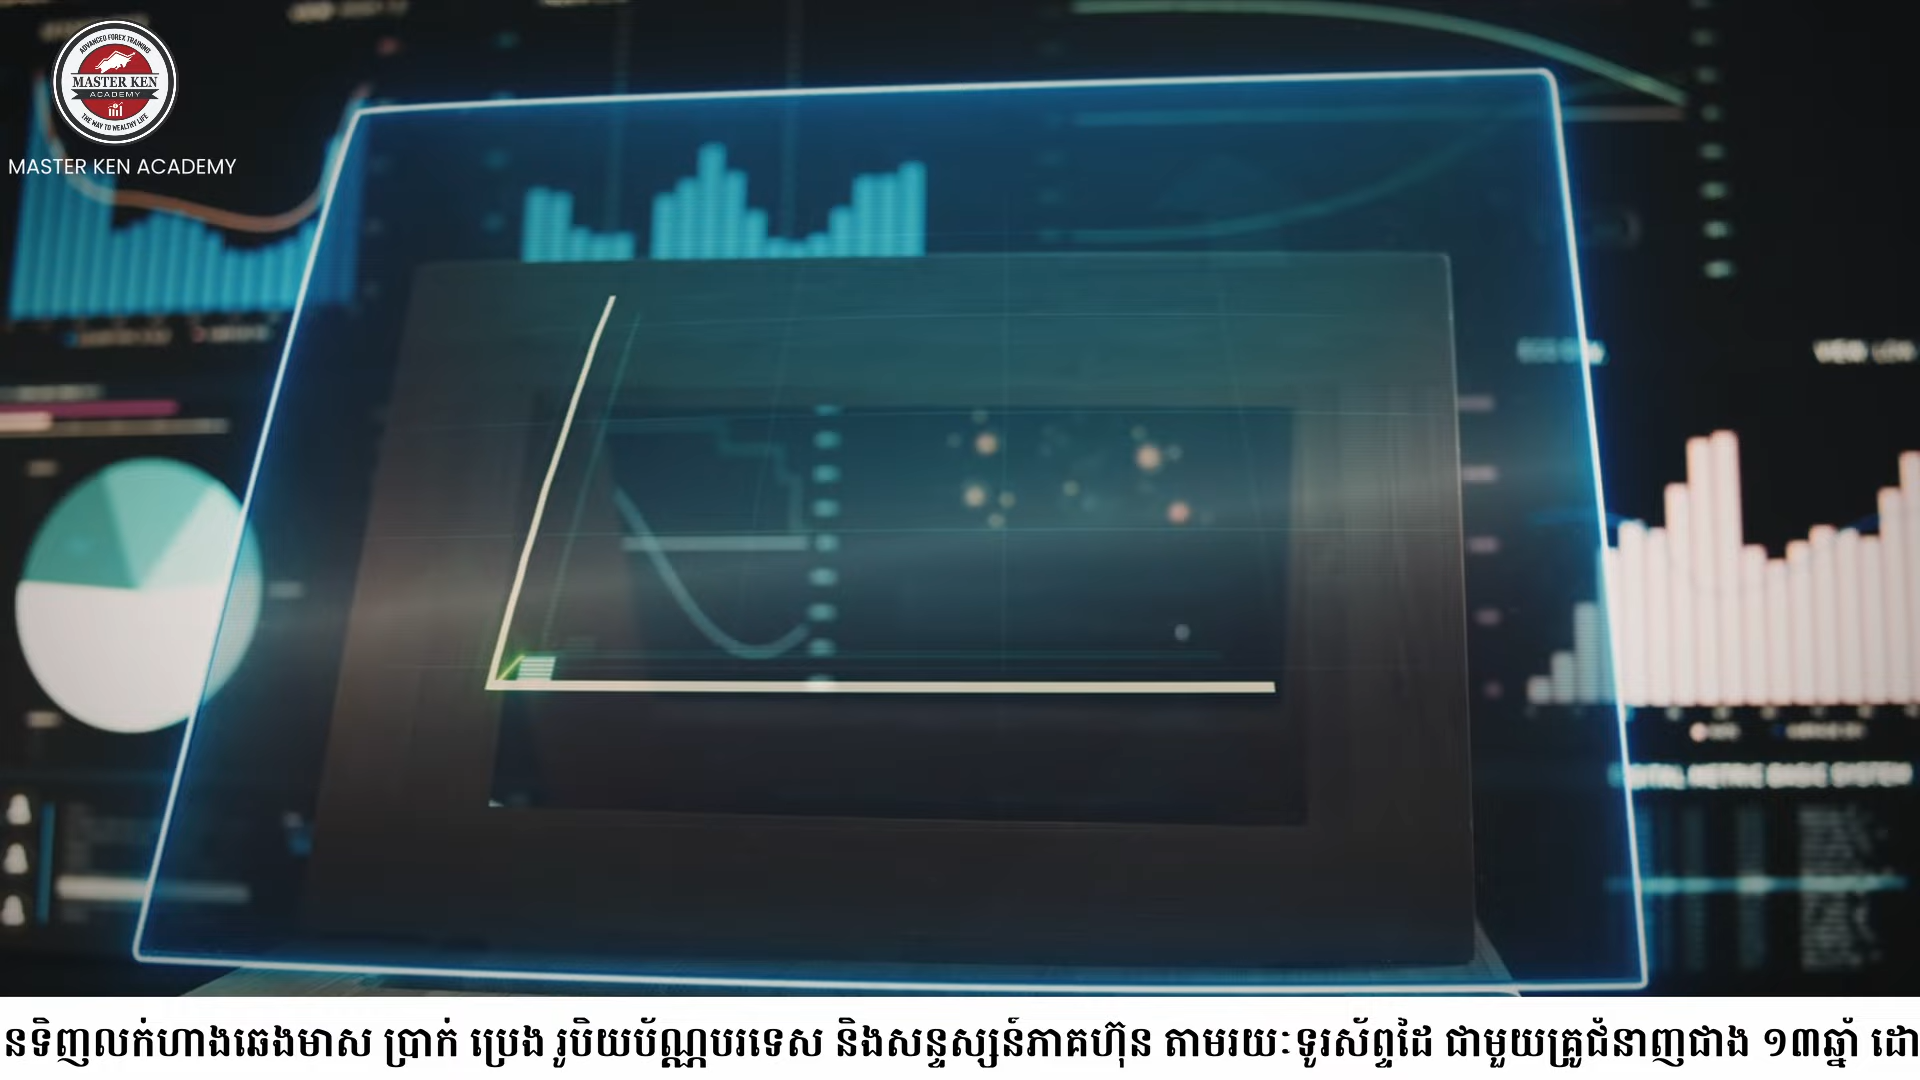 ADVANCED FOREX TRAINING
MASTER KEN
ACADEMY
THE WAY TO WEALTHY LIFE
MASTER KEN ACADEMY
DIGITAL METRIC BASIC SYSTEM
នទិញលក់ហាងឆេងមាស ប្រាក់ ប្រេង រូបិយប័ណ្ណបរទេស និងសន្ទស្សន៍ភាគហ៊ុន តាមរយៈទូរស័ព្ទដៃ ជាមួយគ្រូជំនាញជាង ១៣ឆ្នាំ ដោ